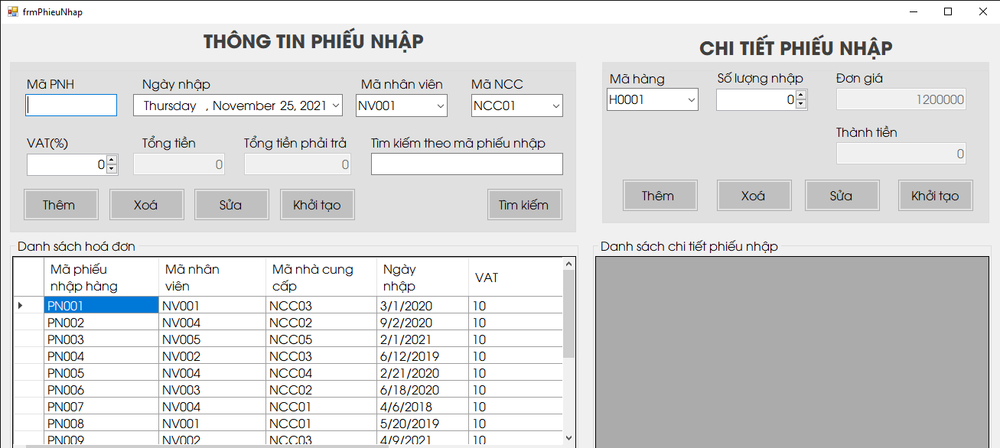 frmPhieuNhap
THÔNG TIN PHIẾU NHẬP
Mã PNH Ngày nhập Mã nhân viên Mã NCC
Thursday , November 25, 2021 NV001 NCC01
VAT(%) Tổng tiền Tổng tiền phải trả Tìm kiếm theo mã phiếu nhập
0 0 0
Thêm Xoá Sửa Khởi tạo Tìm kiếm
CHI TIẾT PHIẾU NHẬP
Mã hàng Số lượng nhập Đơn giá
H0001 0 1200000
Thành tiền
0
Thêm Xoá Sửa Khởi tạo
Danh sách hoá đơn
Mã phiếu nhập hàng Mã nhân viên Mã nhà cung cấp Ngày nhập VAT
PN001 NV001 NCC03 3/1/2020 10
PN002 NV004 NCC02 9/2/2020 10
PN003 NV005 NCC05 2/1/2021 10
PN004 NV002 NCC03 6/12/2019 10
PN005 NV004 NCC04 2/21/2020 10
PN006 NV003 NCC02 6/18/2020 10
PN007 NV004 NCC01 4/6/2018 10
PN008 NV001 NCC01 5/20/2019 10
PN009 NV002 NCC03 4/9/2021 10
Danh sách chi tiết phiếu nhập